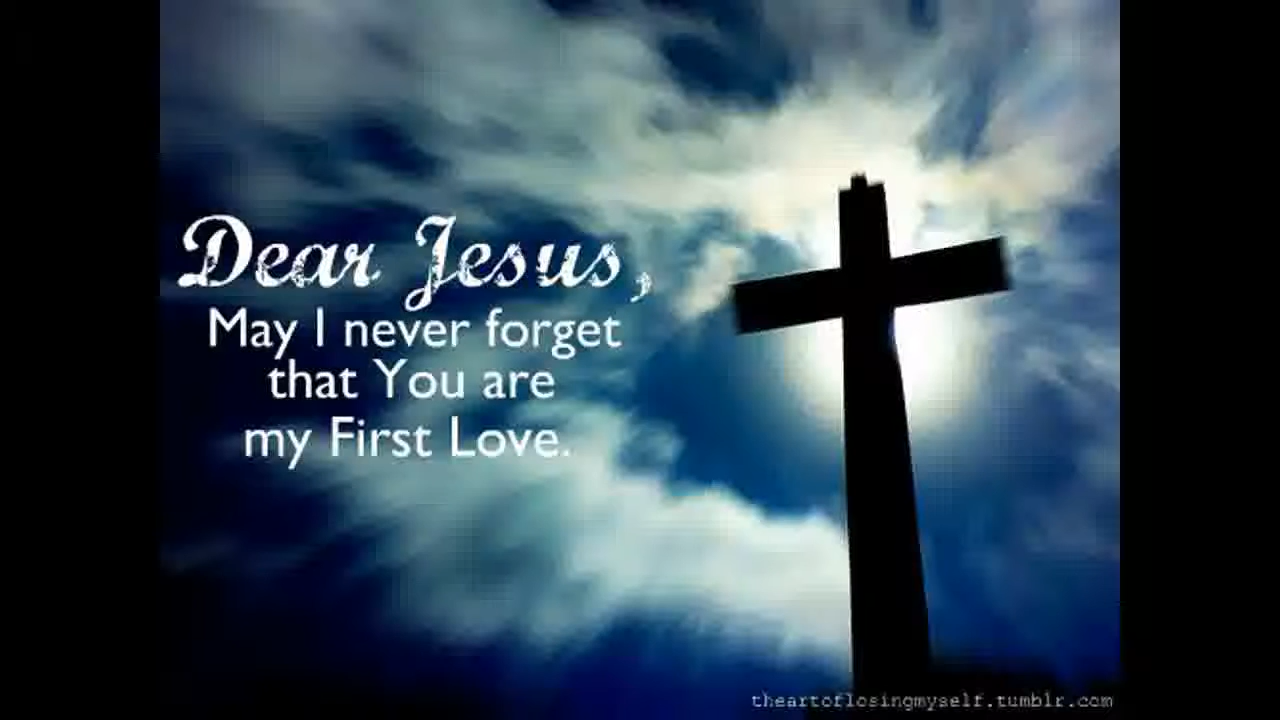 Dear Jesus,
May I never forget
that You are
my First Love.
theartoflosingmyself.tumblr.com